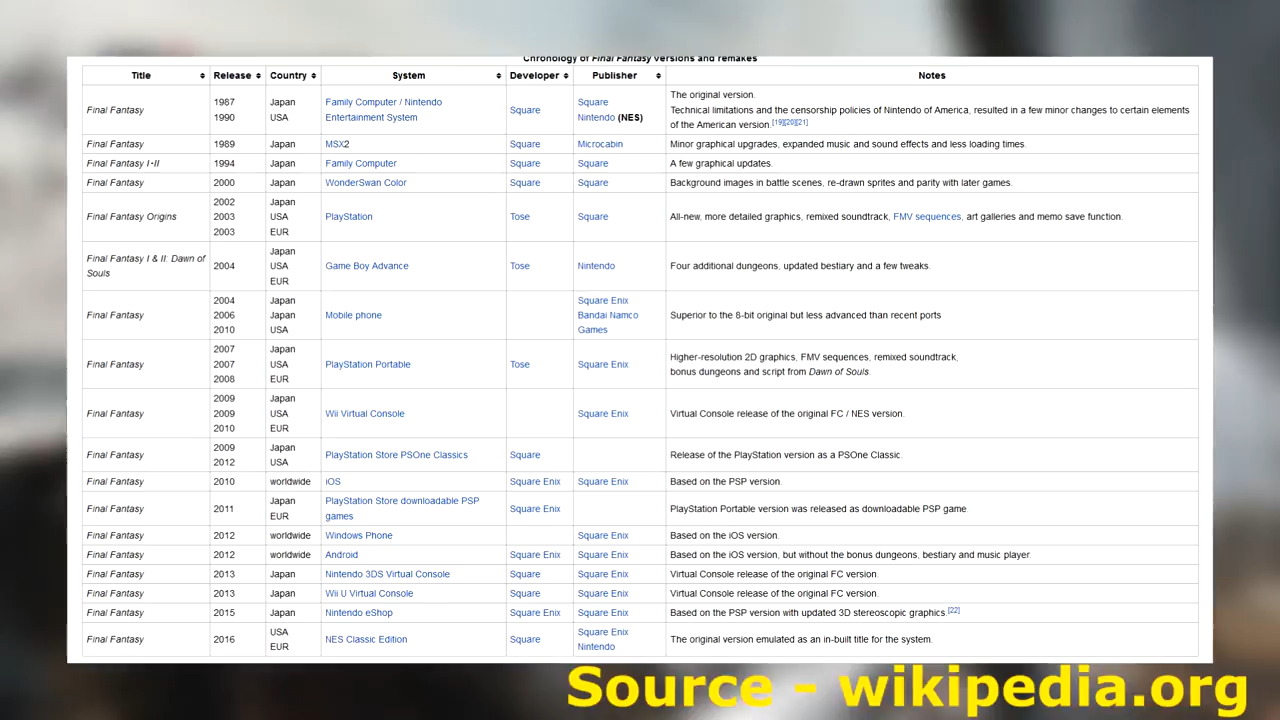 Chronology of Final Fantasy versions and remakes
Title Release Country System Developer Publisher Notes
Final Fantasy 1987 1990 Japan USA Family Computer / Nintendo Entertainment System Square Square Nintendo (NES) The original version. Technical limitations and the censorship policies of Nintendo of America, resulted in a few minor changes to certain elements of the American version.[19][20][21]
Final Fantasy 1989 Japan MSX2 Square Microcabin Minor graphical upgrades, expanded music and sound effects and less loading times.
Final Fantasy I•II 1994 Japan Family Computer Square Square A few graphical updates.
Final Fantasy 2000 Japan WonderSwan Color Square Square Background images in battle scenes, re-drawn sprites and parity with later games.
Final Fantasy Origins 2002 2003 2003 Japan USA EUR PlayStation Tose Square All-new, more detailed graphics, remixed soundtrack, FMV sequences, art galleries and memo save function.
Final Fantasy I & II: Dawn of Souls 2004 Japan USA EUR Game Boy Advance Tose Nintendo Four additional dungeons, updated bestiary and a few tweaks.
Final Fantasy 2004 2006 2010 Japan Japan USA Mobile phone Square Enix Bandai Namco Games Superior to the 8-bit original but less advanced than recent ports
Final Fantasy 2007 2007 2008 Japan USA EUR PlayStation Portable Tose Square Enix Higher-resolution 2D graphics, FMV sequences, remixed soundtrack, bonus dungeons and script from Dawn of Souls.
Final Fantasy 2009 2009 2010 Japan USA EUR Wii Virtual Console Square Enix Virtual Console release of the original FC / NES version.
Final Fantasy 2009 2012 Japan USA PlayStation Store PSOne Classics Square Release of the PlayStation version as a PSOne Classic.
Final Fantasy 2010 worldwide iOS Square Enix Square Enix Based on the PSP version.
Final Fantasy 2011 Japan EUR PlayStation Store downloadable PSP games Square Enix PlayStation Portable version was released as downloadable PSP game.
Final Fantasy 2012 worldwide Windows Phone Square Enix Based on the iOS version.
Final Fantasy 2012 worldwide Android Square Enix Square Enix Based on the iOS version, but without the bonus dungeons, bestiary and music player.
Final Fantasy 2013 Japan Nintendo 3DS Virtual Console Square Square Enix Virtual Console release of the original FC version.
Final Fantasy 2013 Japan Wii U Virtual Console Square Square Enix Virtual Console release of the original FC version.
Final Fantasy 2015 Japan Nintendo eShop Square Enix Square Enix Based on the PSP version with updated 3D stereoscopic graphics.[22]
Final Fantasy 2016 USA EUR NES Classic Edition Square Square Enix Nintendo The original version emulated as an in-built title for the system.
Source - wikipedia.org